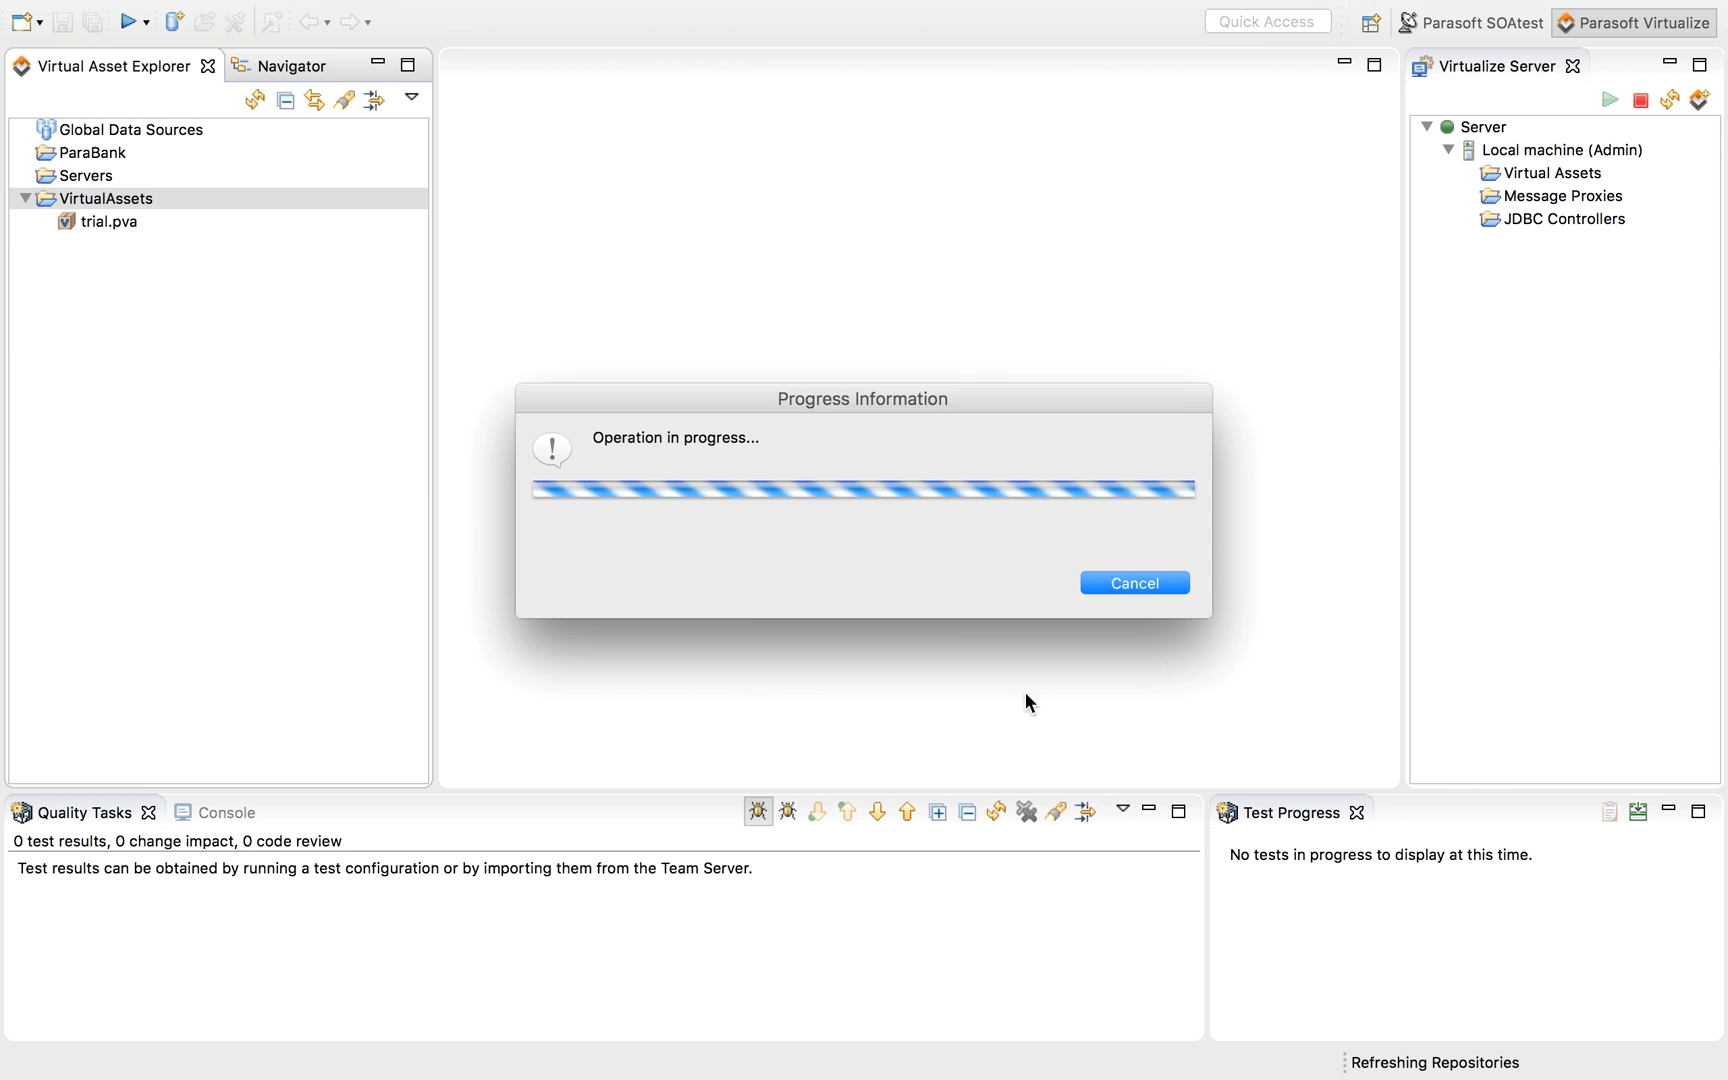 Quick Access
Parasoft SOAtest
Parasoft Virtualize
Virtual Asset Explorer
Navigator
Global Data Sources
ParaBank
Servers
VirtualAssets
trial.pva
Virtualize Server
Server
Local machine (Admin)
Virtual Assets
Message Proxies
JDBC Controllers
Progress Information
Operation in progress...
Cancel
Quality Tasks
Console
0 test results, 0 change impact, 0 code review
Test results can be obtained by running a test configuration or by importing them from the Team Server.
Test Progress
No tests in progress to display at this time.
Refreshing Repositories